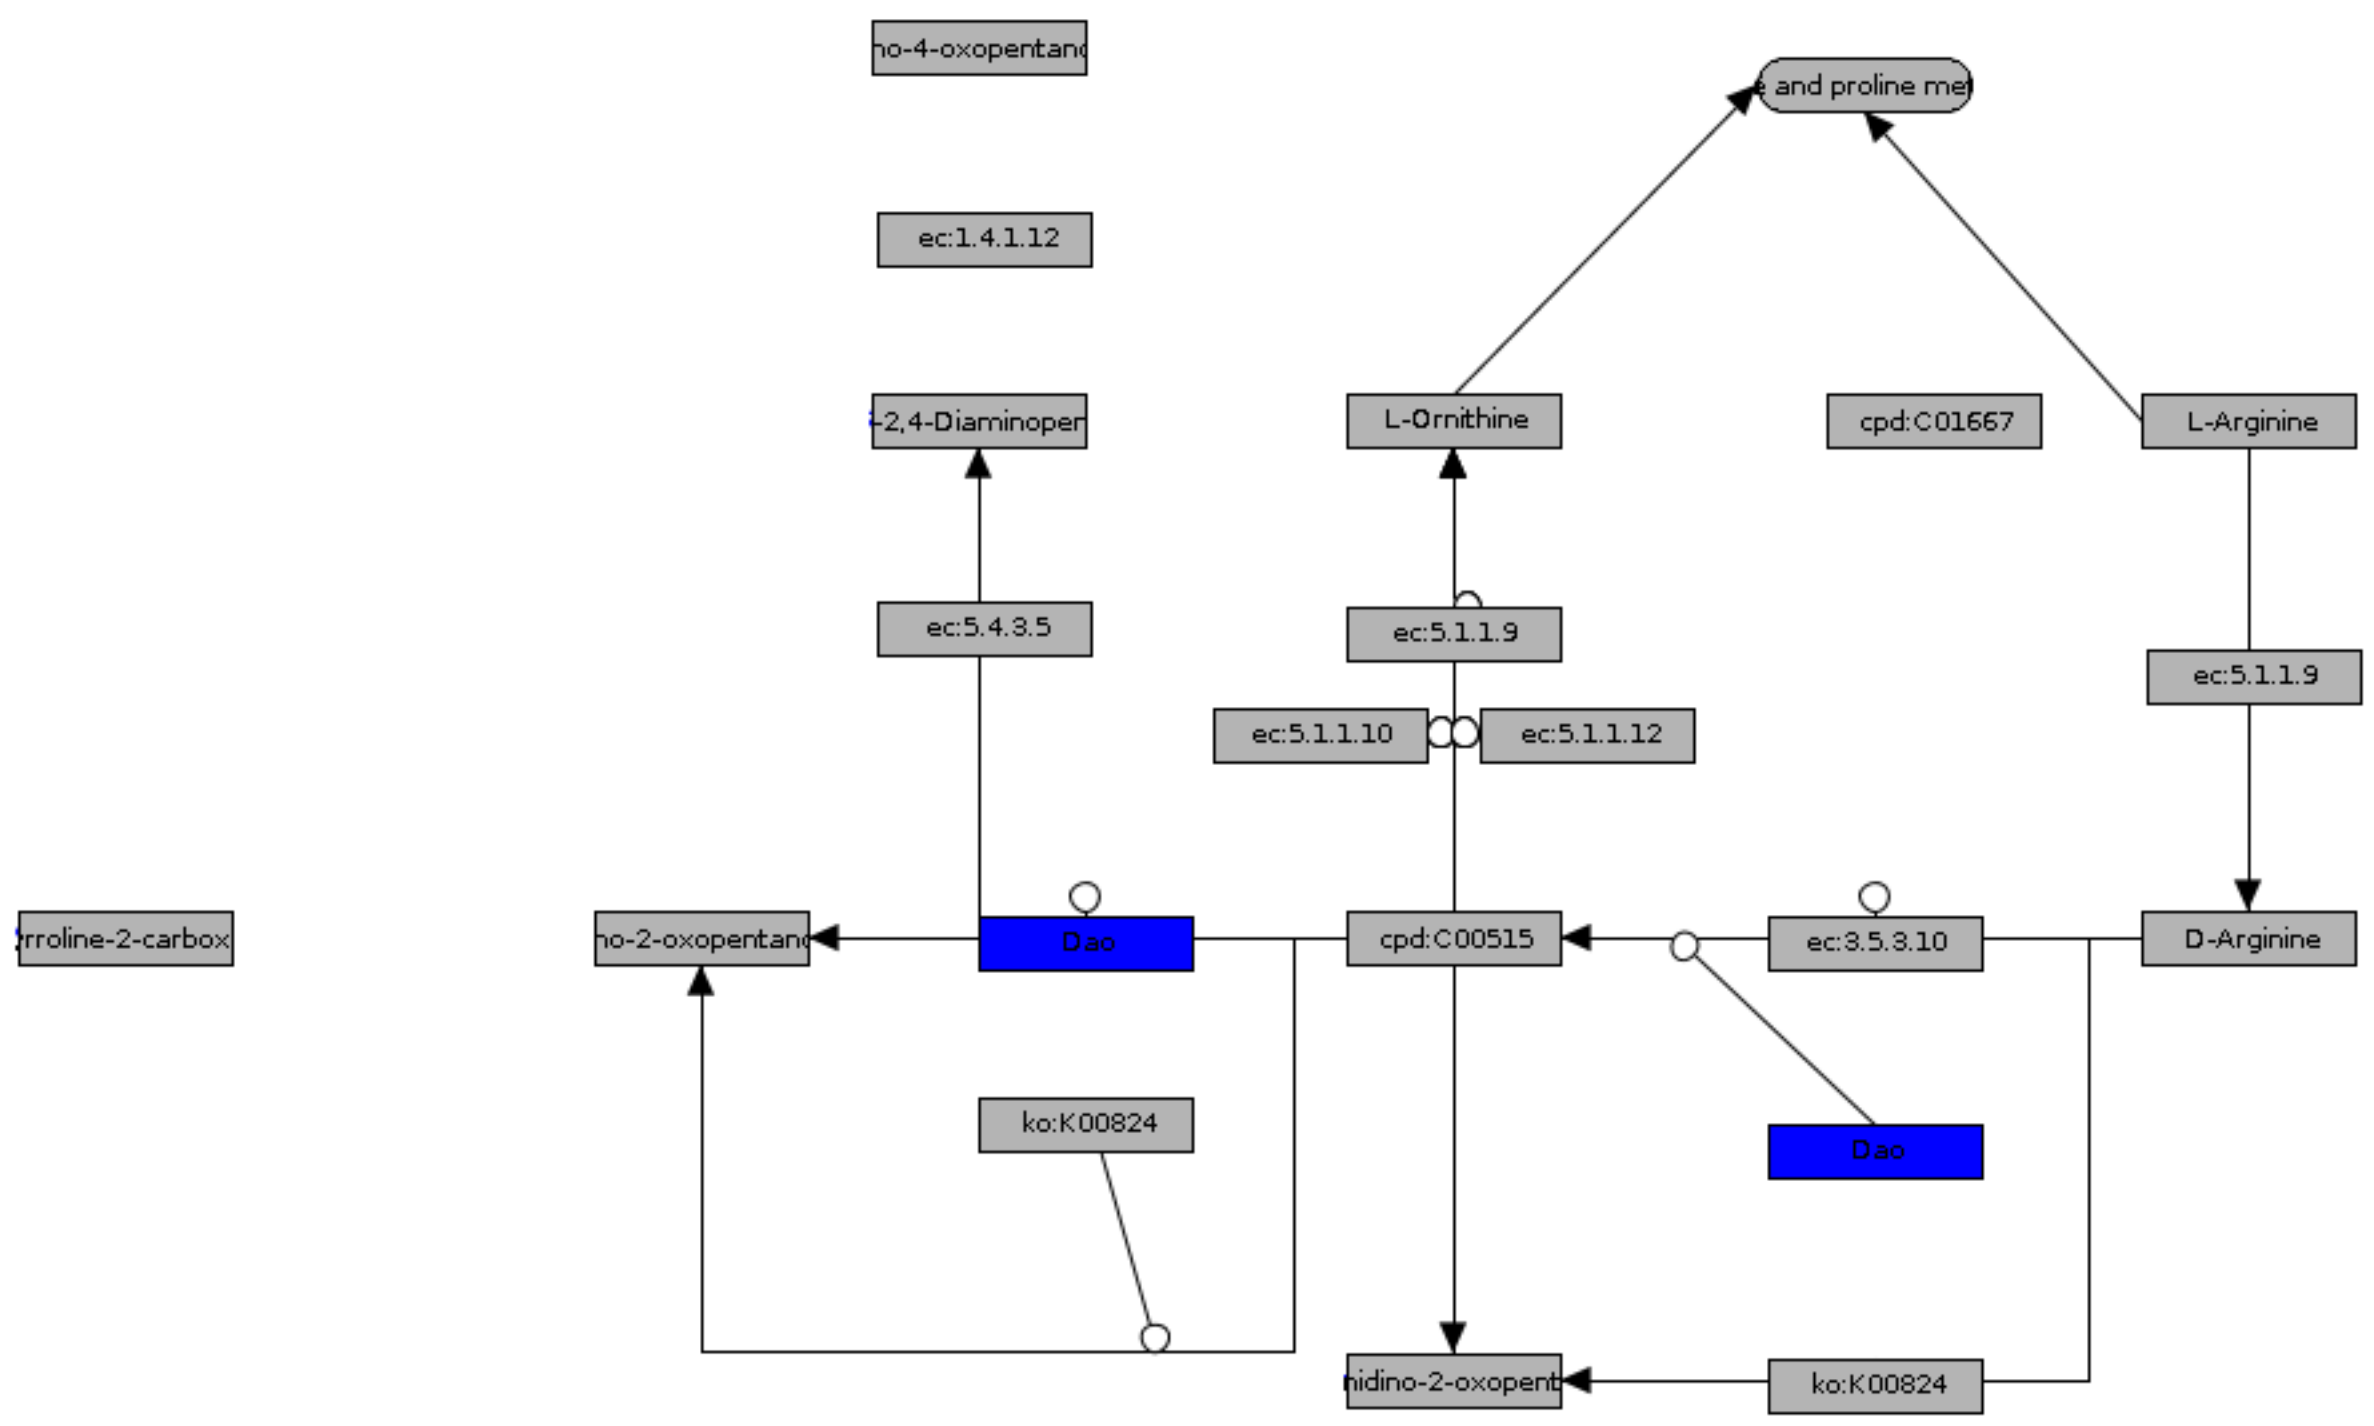 no-4-oxopentano
e and proline met
ec:1.4.1.12
-2,4-Diaminopen
L-Ornithine
cpd:C01667
L-Arginine
ec:5.4.3.5
ec:5.1.1.9
ec:5.1.1.9
ec:5.1.1.10
ec:5.1.1.12
rroline-2-carbox
no-2-oxopentano
Dao
cpd:C00515
ec:3.5.3.10
D-Arginine
ko:K00824
Dao
nidino-2-oxopent
ko:K00824